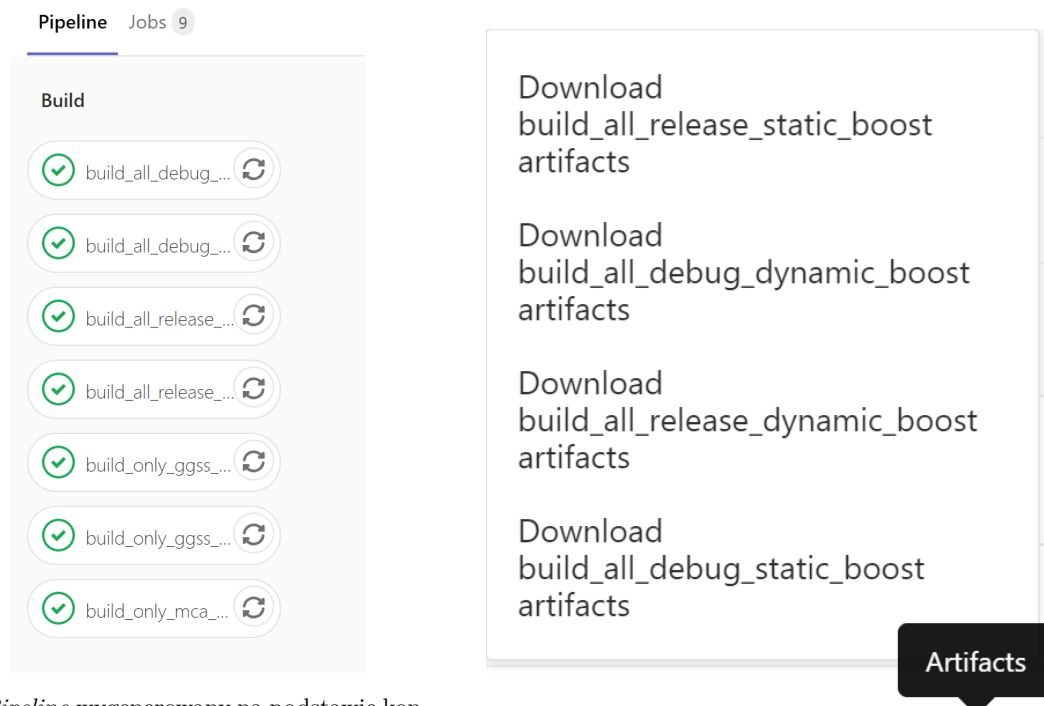 Pipeline Jobs 9
Build
build_all_debug_...
build_all_debug_...
build_all_release_...
build_all_release_...
build_only_ggss_...
build_only_ggss_...
build_only_mca_...
Download
build_all_release_static_boost
artifacts
Download
build_all_debug_dynamic_boost
artifacts
Download
build_all_release_dynamic_boost
artifacts
Download
build_all_debug_static_boost
artifacts
Artifacts